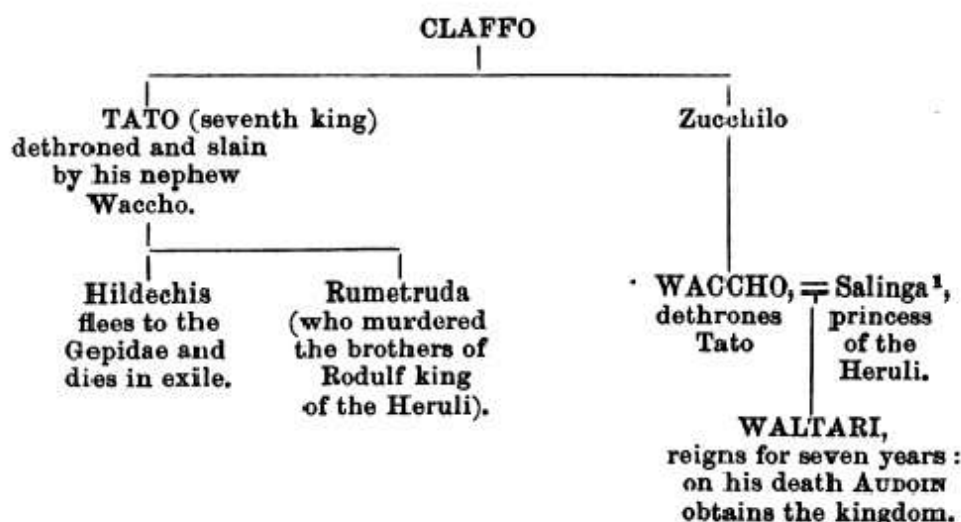 CLAFFO
TATO (seventh king)
dethroned and slain
by his nephew
Waccho.
Zucchilo
Hildechis
flees to the
Gepidae and
dies in exile.
Rumetruda
(who murdered
the brothers of
Rodulf king
of the Heruli).
WACCHO, = Salinga¹,
dethrones princess
Tato of the
Heruli.
WALTARI,
reigns for seven years :
on his death AUDOIN
obtains the kingdom.